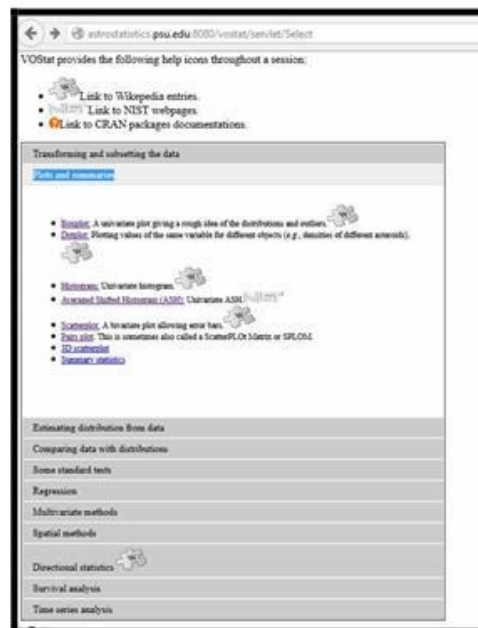 astrostatistics.psu.edu:8080/vostat/servlet/Select
VOStat provides the following help icons throughout a session:
Link to Wikepedia entries.
Link to NIST webpages.
Link to CRAN packages documentations.
Transforming and subsetting the data
Plots and summaries
Boxplot: A univariate plot giving a rough idea of the distributions and outliers.
Dotplot: Plotting values of the same variable for different objects (e.g., densities of different asteroids).
Histogram: Univariate histogram.
Averaged Shifted Histogram (ASH): Univariate ASH.
Scatterplot: A bivariate plot allowing error bars.
Pairs plot: This is sometimes also called a ScatterPLOt Matrix or SPLOM.
3D scatterplot
Summary statistics
Estimating distribution from data
Comparing data with distributions
Some standard tests
Regression
Multivariate methods
Spatial methods
Directional statistics
Survival analysis
Time series analysis